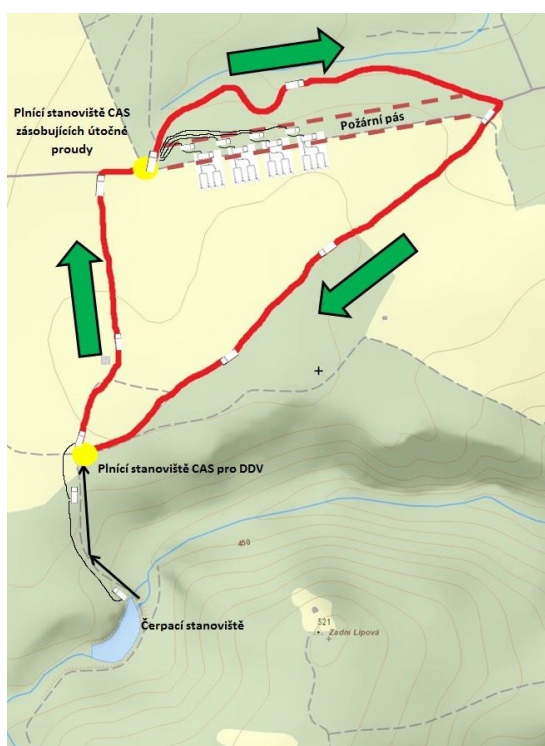 Plnící stanoviště CAS
zásobujících útočné
proudy
Požární pás
Plnící stanoviště CAS pro DDV
450
Čerpací stanoviště
521
Zadní Lipová